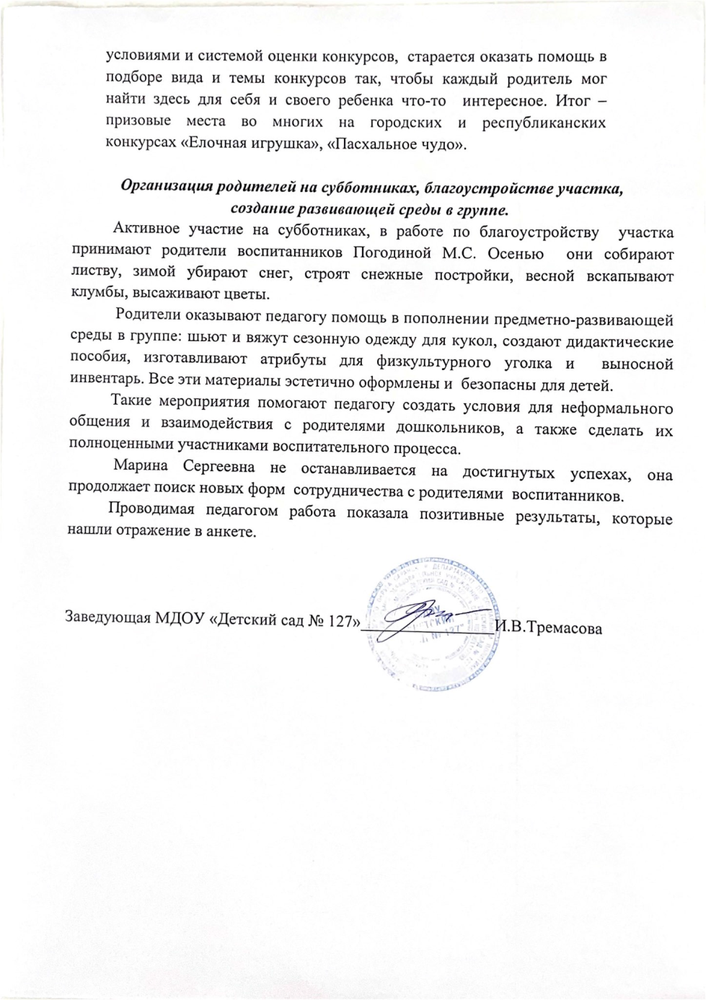 условиями и системой оценки конкурсов, старается оказать помощь в
подборе вида и темы конкурсов так, чтобы каждый родитель мог
найти здесь для себя и своего ребенка что-то интересное. Итог –
призовые места во многих на городских и республиканских
конкурсах «Елочная игрушка», «Пасхальное чудо».
Организация родителей на субботниках, благоустройстве участка,
создание развивающей среды в группе.
Активное участие на субботниках, в работе по благоустройству участка
принимают родители воспитанников Погодиной М.С. Осенью они собирают
листву, зимой убирают снег, строят снежные постройки, весной вскапывают
клумбы, высаживают цветы.
Родители оказывают педагогу помощь в пополнении предметно-развивающей
среды в группе: шьют и вяжут сезонную одежду для кукол, создают дидактические
пособия, изготавливают атрибуты для физкультурного уголка и выносной
инвентарь. Все эти материалы эстетично оформлены и безопасны для детей.
Такие мероприятия помогают педагогу создать условия для неформального
общения и взаимодействия с родителями дошкольников, а также сделать их
полноценными участниками воспитательного процесса.
Марина Сергеевна не останавливается на достигнутых успехах, она
продолжает поиск новых форм сотрудничества с родителями воспитанников.
Проводимая педагогом работа показала позитивные результаты, которые
нашли отражение в анкете.
Заведующая МДОУ «Детский сад № 127» И.В.Тремасова